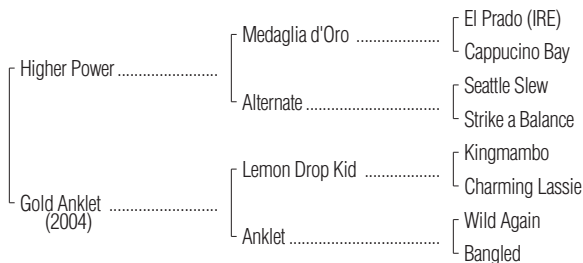 El Prado (IRE)
Medaglia d'Oro ....................
Cappucino Bay
Higher Power .........................
Seattle Slew
Alternate .................................
Strike a Balance
Kingmambo
Lemon Drop Kid ..................
Charming Lassie
Gold Anklet ...........................
(2004)
Wild Again
Anklet .....................................
Bangled